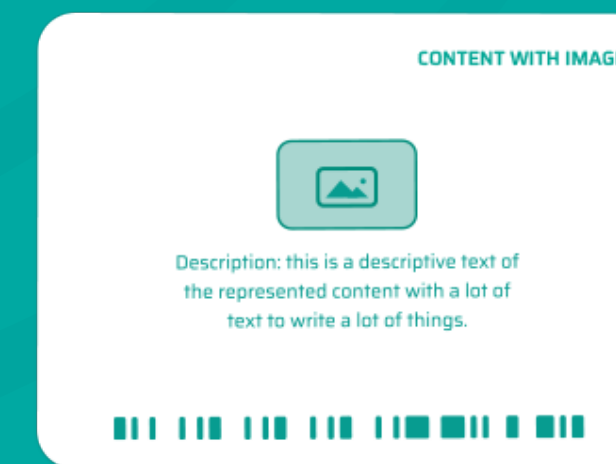 CONTENT WITH IMAG
Description: this is a descriptive text of
the represented content with a lot of
text to write a lot of things.